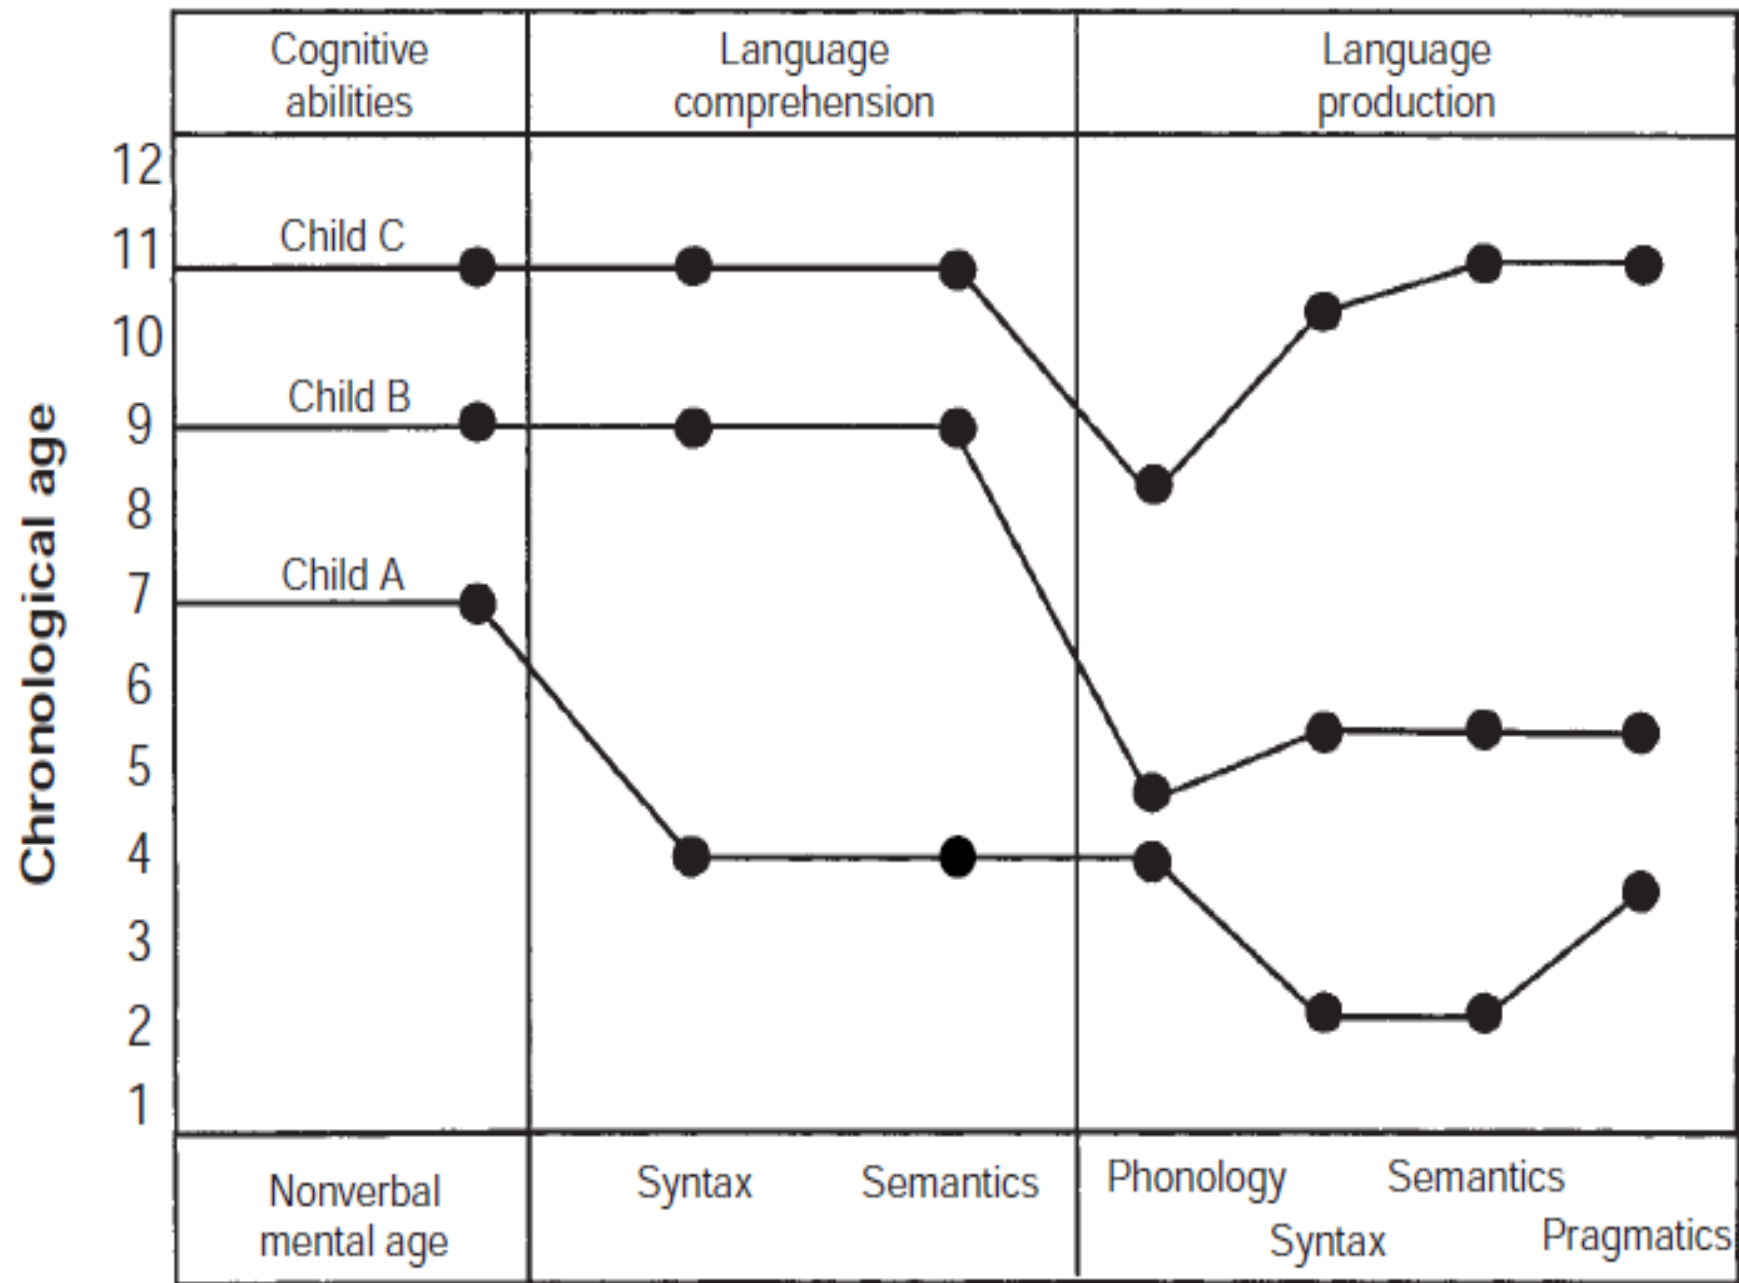 Cognitive
abilities
Language
comprehension
Language
production
Chronological age
12
11
10
9
8
7
6
5
4
3
2
1
Child C
Child B
Child A
Nonverbal
mental age
Syntax
Semantics
Phonology
Syntax
Semantics
Pragmatics